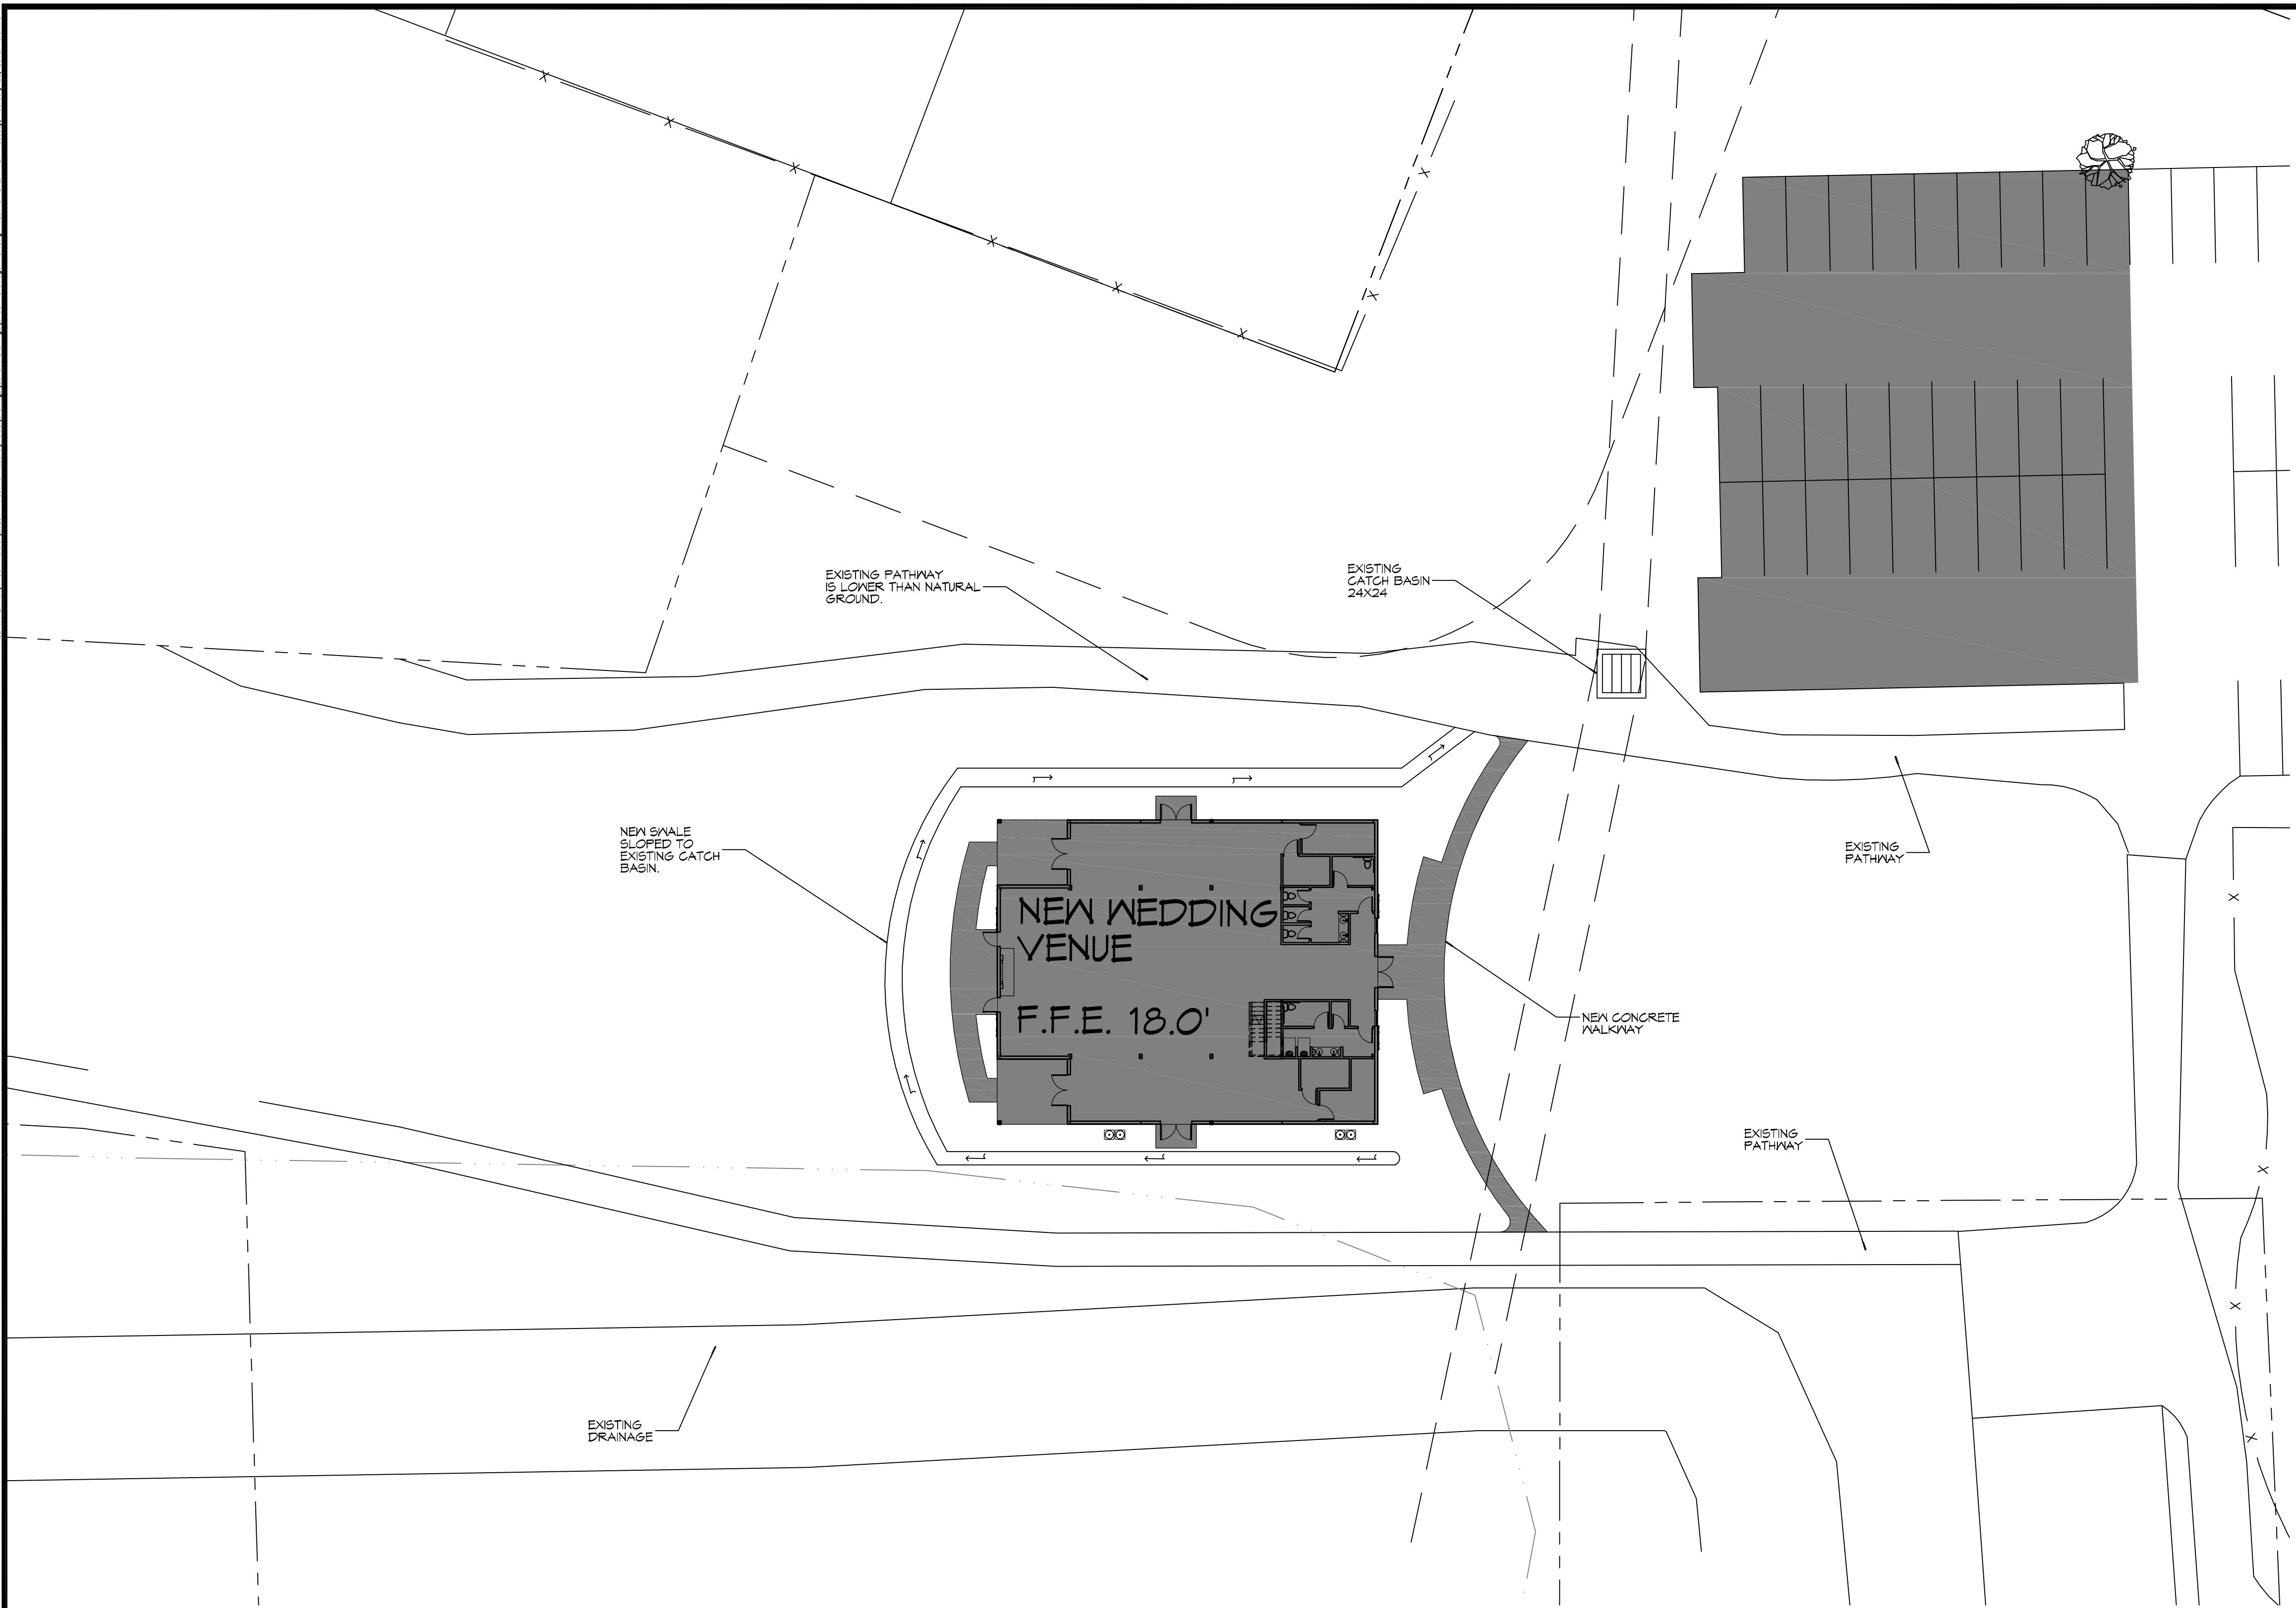 EXISTING PATHWAY
IS LOWER THAN NATURAL
GROUND.
EXISTING
CATCH BASIN
24X24
NEW SWALE
SLOPED TO
EXISTING CATCH
BASIN.
NEW WEDDING
VENUE
F.F.E. 18.0'
EXISTING
PATHWAY
NEW CONCRETE
WALKWAY
EXISTING
PATHWAY
EXISTING
DRAINAGE